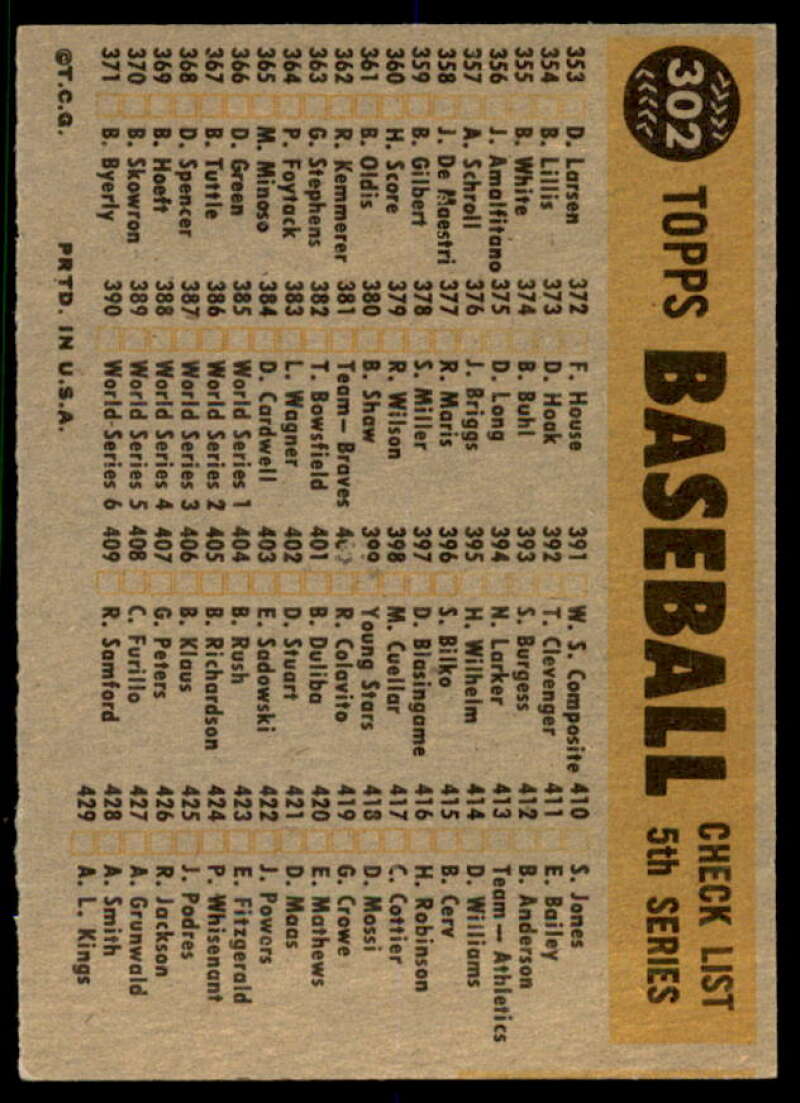 302
TOPPS BASEBALL CHECK LIST
5th SERIES
353 D. Larsen
354 B. Lillis
355 B. White
356 J. Amalfitano
357 A. Schroll
358 J. De Maestri
359 B. Gilbert
360 H. Score
361 B. Oldis
362 R. Kemmerer
363 G. Stephens
364 P. Foytack
365 M. Minoso
366 D. Green
367 B. Tuttle
368 D. Spencer
369 B. Hoeft
370 B. Skowron
371 B. Byerly
372 F. House
373 D. Hoak
374 B. Buhl
375 D. Long
376 J. Briggs
377 R. Maris
378 S. Miller
379 R. Wilson
380 B. Shaw
381 Team — Braves
382 T. Bowsfield
383 L. Wagner
384 D. Cardwell
385 World Series 1
386 World Series 2
387 World Series 3
388 World Series 4
389 World Series 5
390 World Series 6
391 W. S. Composite
392 T. Clevenger
393 S. Burgess
394 N. Larker
395 H. Wilhelm
396 S. Bilko
397 D. Blasingame
398 M. Cuellar
399 Young Stars
R. Colavito
401 B. Duliba
402 D. Stuart
403 E. Sadowski
404 B. Rush
405 B. Richardson
406 B. Klaus
407 G. Peters
408 C. Furillo
409 R. Samford
410 S. Jones
411 E. Bailey
412 B. Anderson
413 Team — Athletics
414 D. Williams
415 B. Cerv
416 H. Robinson
417 C. Cottier
418 D. Mossi
419 G. Crowe
420 E. Mathews
421 D. Maas
422 J. Powers
423 E. Fitzgerald
424 P. Whisenant
425 J. Podres
426 R. Jackson
427 A. Grunwald
428 A. Smith
429 A. L. Kings
©T.C.G. PRTD. IN U.S.A.